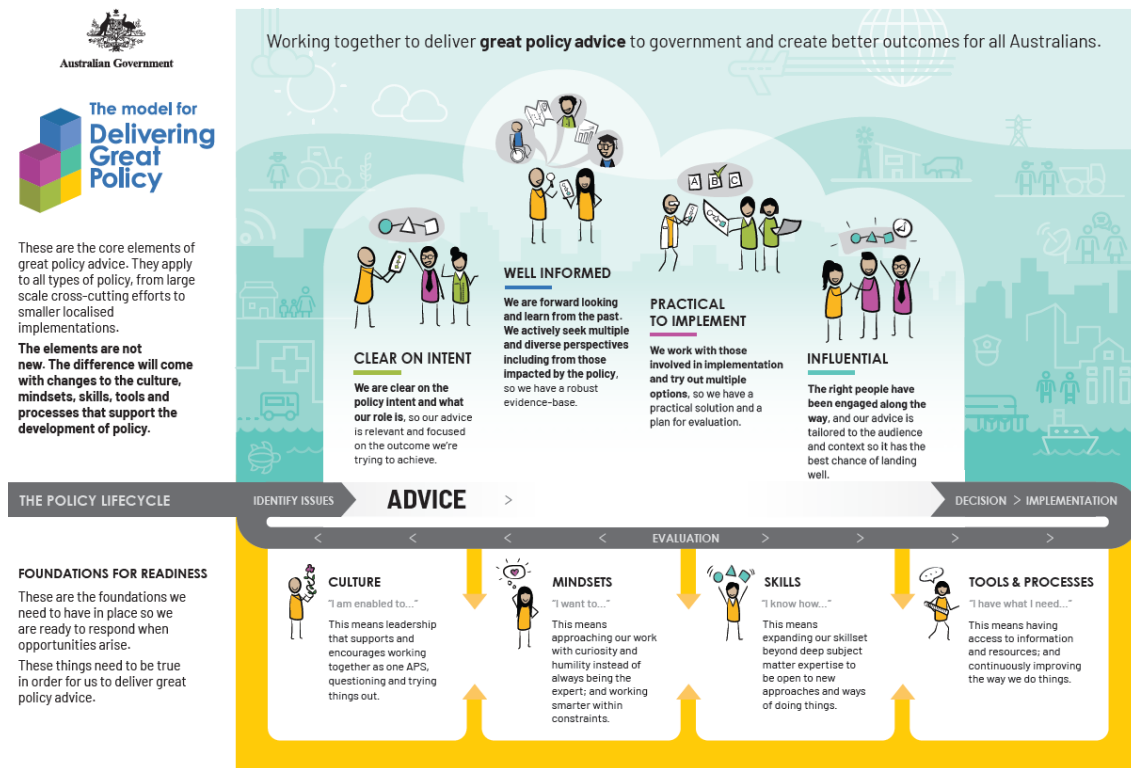 Australian Government
The model for
Delivering
Great
Policy
Working together to deliver great policy advice to government and create better outcomes for all Australians.
These are the core elements of
great policy advice. They apply
to all types of policy, from large
scale cross-cutting efforts to
smaller localised
implementations.
The elements are not
new. The difference will come
with changes to the culture,
mindsets, skills, tools and
processes that support the
development of policy.
CLEAR ON INTENT
We are clear on the
policy intent and what
our role is, so our advice
is relevant and focused
on the outcome we're
trying to achieve.
WELL INFORMED
We are forward looking
and learn from the past.
We actively seek multiple
and diverse perspectives
including from those
impacted by the policy,
so we have a robust
evidence-base.
A B C
PRACTICAL
TO IMPLEMENT
We work with those
involved in implementation
and try out multiple
options, so we have a
practical solution and a
plan for evaluation.
INFLUENTIAL
The right people have
been engaged along the
way, and our advice is
tailored to the audience
and context so it has the
best chance of landing
well.
THE POLICY LIFECYCLE
IDENTIFY ISSUES
ADVICE >
DECISION > IMPLEMENTATION
< < < < EVALUATION > > > >
FOUNDATIONS FOR READINESS
These are the foundations we
need to have in place so we
are ready to respond when
opportunities arise.
These things need to be true
in order for us to deliver great
policy advice.
CULTURE
"I am enabled to..."
This means leadership
that supports and
encourages working
together as one APS,
questioning and trying
things out.
MINDSETS
"I want to..."
This means
approaching our work
with curiosity and
humility instead of
always being the
expert; and working
smarter within
constraints.
SKILLS
"I know how..."
This means
expanding our skillset
beyond deep subject
matter expertise to
be open to new
approaches and ways
of doing things.
TOOLS & PROCESSES
"I have what I need..."
This means having
access to information
and resources; and
continuously improving
the way we do things.